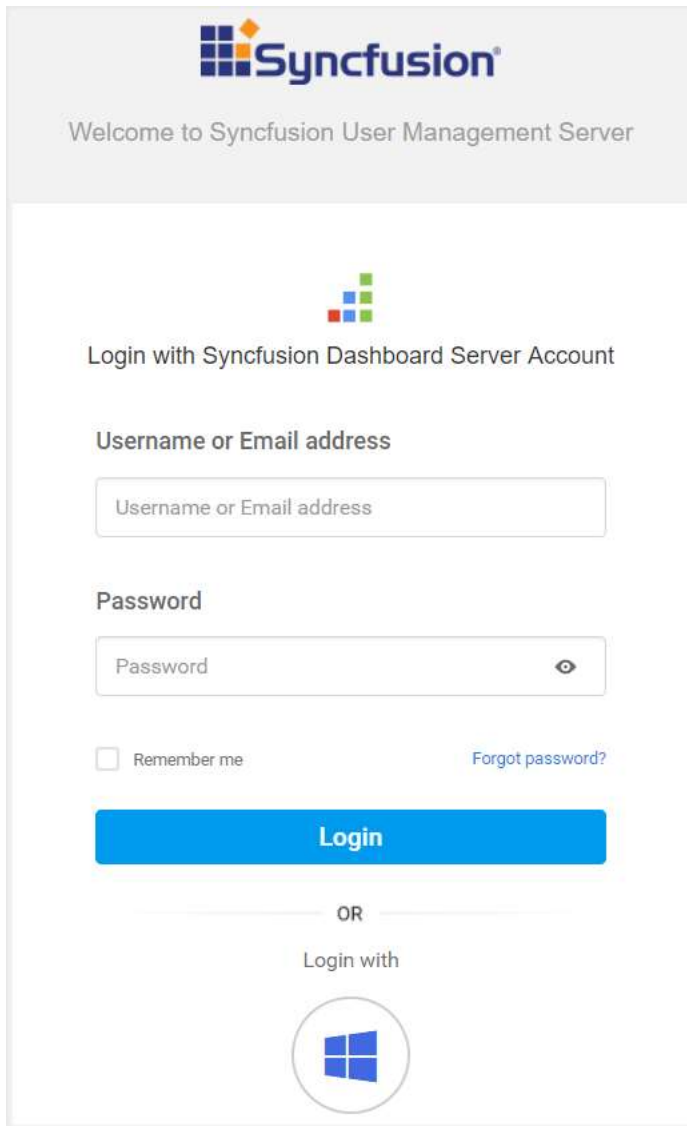 Syncfusion®
Welcome to Syncfusion User Management Server
Login with Syncfusion Dashboard Server Account
Username or Email address
Username or Email address
Password
Password
Remember me Forgot password?
Login
OR
Login with